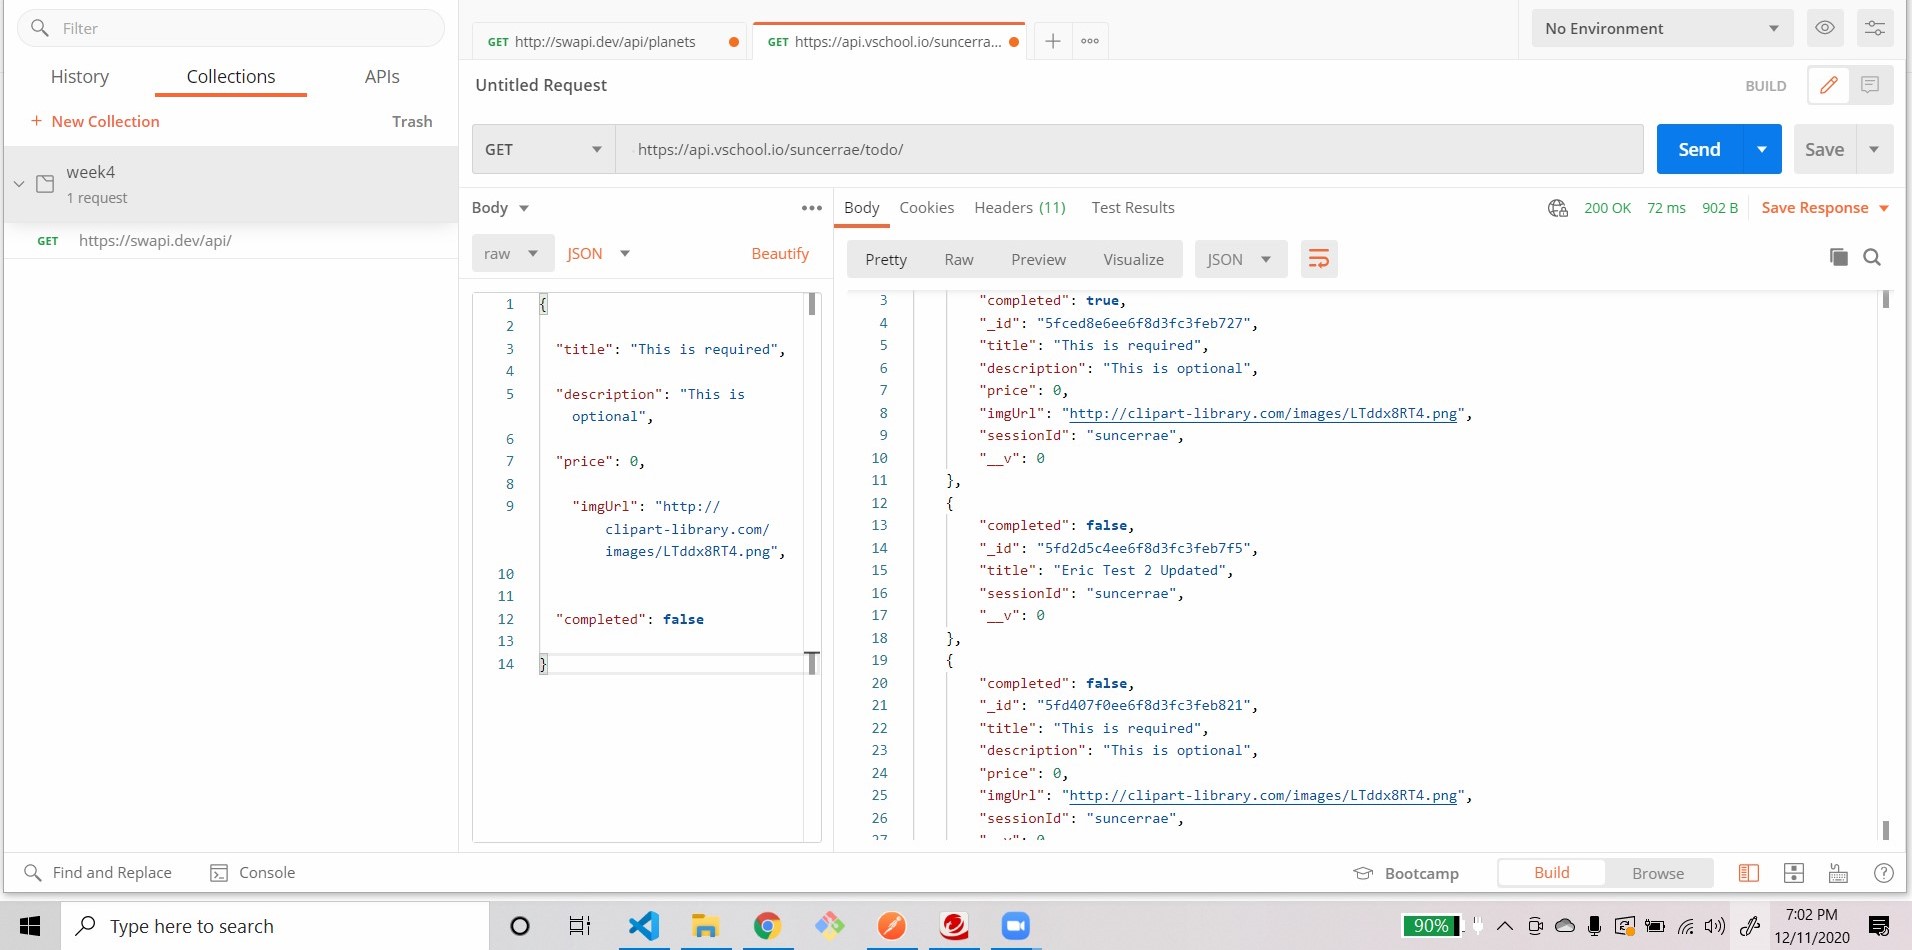 Filter
History Collections APIs
+ New Collection Trash
week4
1 request
GET https://swapi.dev/api/
GET http://swapi.dev/api/planets
GET https://api.vschool.io/suncerra...
No Environment
Untitled Request
BUILD
GET https://api.vschool.io/suncerrae/todo/
Send Save
Body
raw JSON Beautify
1 {
2
3 "title": "This is required",
4
5 "description": "This is
optional",
6
7 "price": 0,
8
9 "imgUrl": "http://
clipart-library.com/
images/LTddx8RT4.png",
10
11
12 "completed": false
13
14 }
Body Cookies Headers (11) Test Results
200 OK 72 ms 902 B Save Response
Pretty Raw Preview Visualize JSON
3 "completed": true,
4 "_id": "5fced8e6ee6f8d3fc3feb727",
5 "title": "This is required",
6 "description": "This is optional",
7 "price": 0,
8 "imgUrl": "http://clipart-library.com/images/LTddx8RT4.png",
9 "sessionId": "suncerrae",
10 "__v": 0
11 },
12 {
13 "completed": false,
14 "_id": "5fd2d5c4ee6f8d3fc3feb7f5",
15 "title": "Eric Test 2 Updated",
16 "sessionId": "suncerrae",
17 "__v": 0
18 },
19 {
20 "completed": false,
21 "_id": "5fd407f0ee6f8d3fc3feb821",
22 "title": "This is required",
23 "description": "This is optional",
24 "price": 0,
25 "imgUrl": "http://clipart-library.com/images/LTddx8RT4.png",
26 "sessionId": "suncerrae",
27 "__v": 0
Find and Replace Console
Bootcamp Build Browse
Type here to search
90%
7:02 PM
12/11/2020